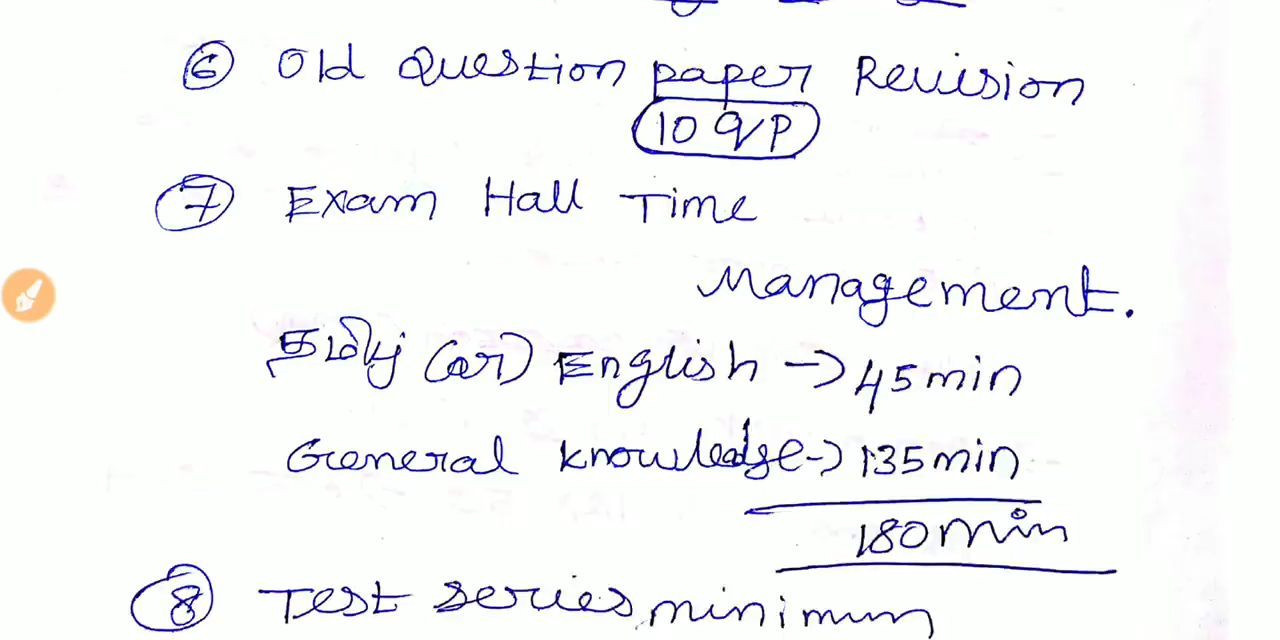 6 Old Question paper Revision
10 Q/P
7 Exam Hall Time
Management.
தமிழ் (or) English → 45min
General knowledge → 135min
180min
8 Test series, minimum